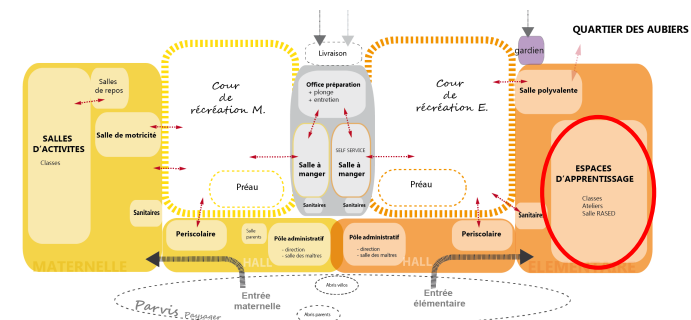 QUARTIER DES AUBIERS
Livraison
gardien
Salles
de repos
Cour
de
récréation M.
Office préparation
+ plonge
+ entretien
Cour
de
récréation E.
Salle polyvalente
SALLES
D'ACTIVITES
Classes
Salle de motricité
SELF SERVICE
Salle à
manger
Salle à
manger
ESPACES
D'APPRENTISSAGE
Classes
Ateliers
Salle RASED
Préau
Préau
Sanitaires
Sanitaires
Sanitaires
Sanitaires
Periscolaire
Salle
parents
Pôle administratif
- direction
- salle des maîtres
Pôle administratif
- direction
- salle des maîtres
Periscolaire
MATERNELLE
HALL
HALL
ELEMENTAIRE
Entrée
maternelle
Abris vélos
Entrée
élémentaire
Parvis Paysager
Abris parents